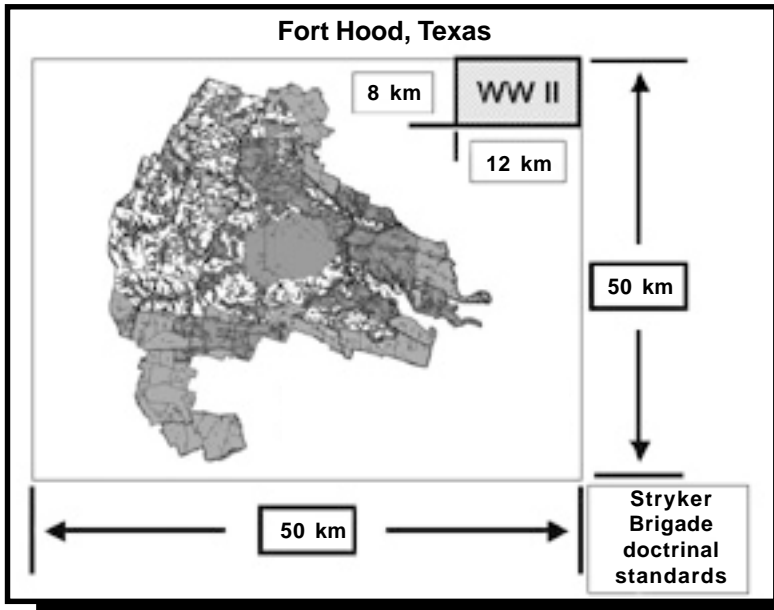 Fort Hood, Texas
8 km
WW II
12 km
50 km
50 km
Stryker
Brigade
doctrinal
standards